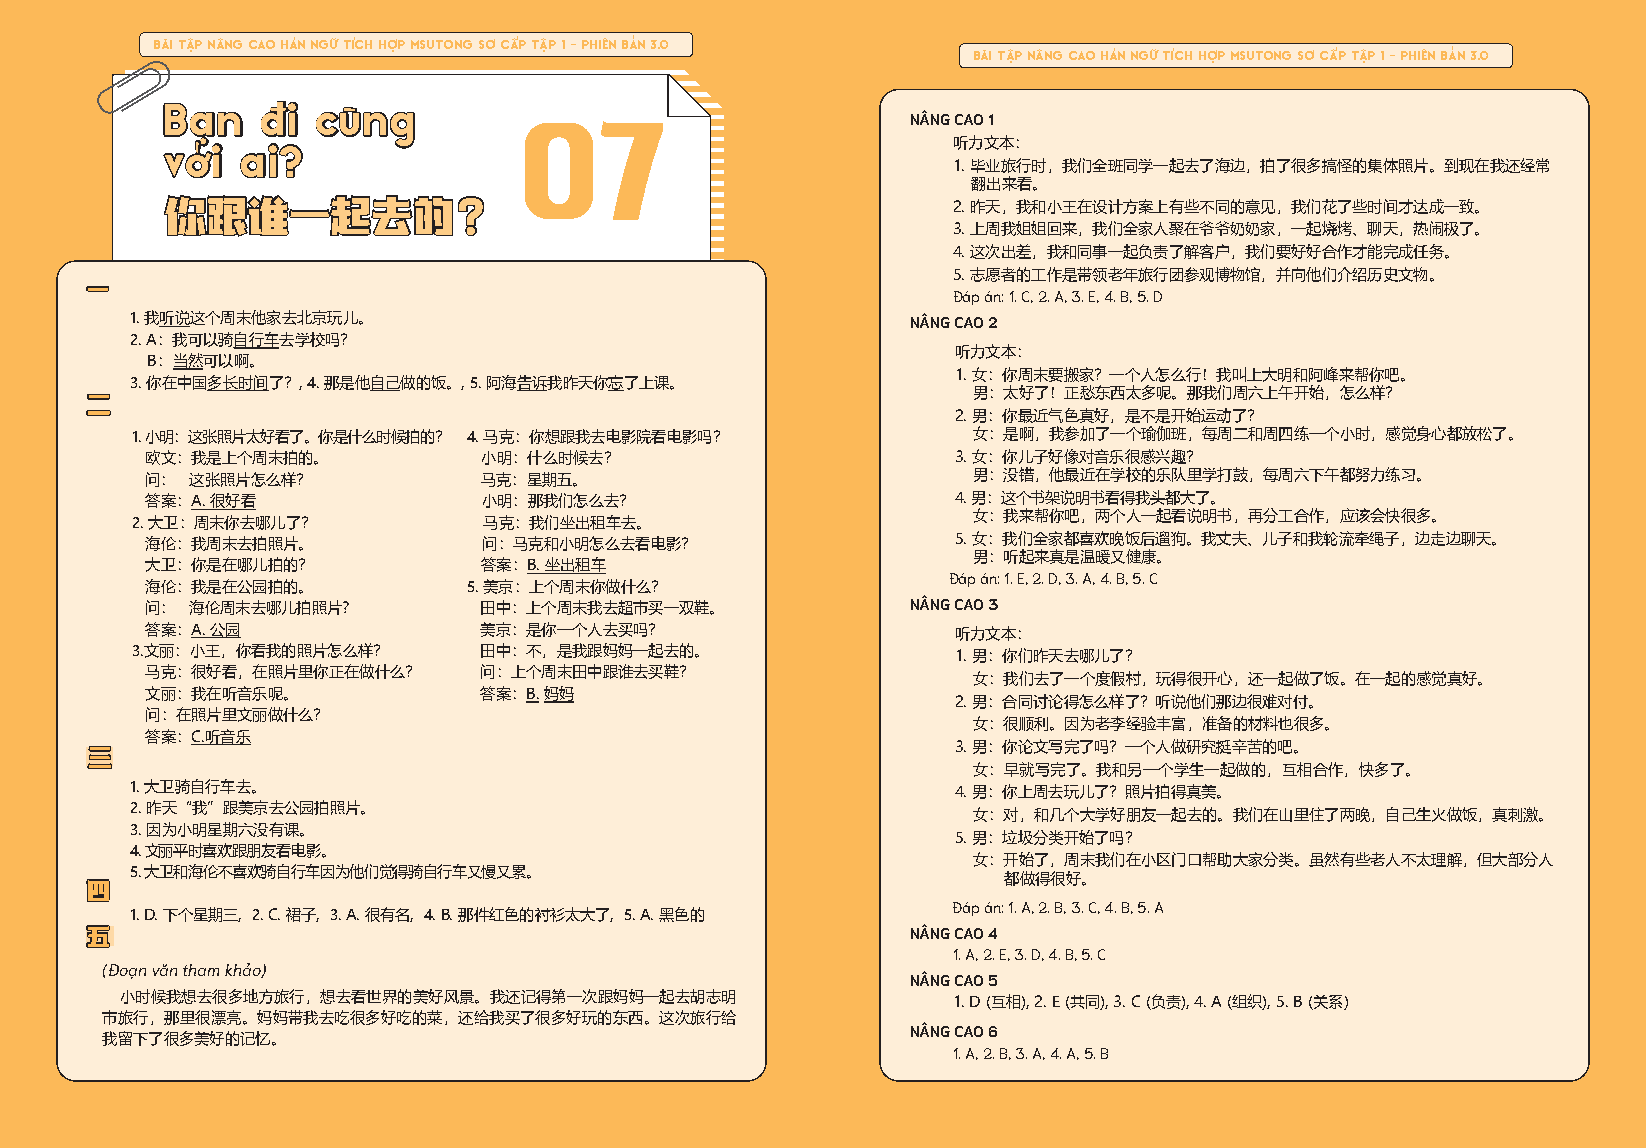 BÀI TẬP NÂNG CAO HÁN NGỮ TÍCH HỢP MSUTONG SƠ CẤP TẬP 1 - PHIÊN BẢN 3.0
Bạn đi cùng
với ai?
你跟谁一起去的？
07
一
1. 我听说这个周末他家去北京玩儿。
2. A：我可以骑自行车去学校吗？
B：当然可以啊。
3. 你在中国多长时间了？, 4. 那是他自己做的饭。, 5. 阿海告诉我昨天你忘了上课。
二
1. 小明：这张照片太好看了。你是什么时候拍的？
欧文：我是上个周末拍的。
问： 这张照片怎么样？
答案：A. 很好看
2. 大卫：周末你去哪儿了？
海伦：我周末去拍照片。
大卫：你是在哪儿拍的？
海伦：我是在公园拍的。
问： 海伦周末去哪儿拍照片？
答案：A. 公园
3.文丽：小王，你看我的照片怎么样？
马克：很好看，在照片里你正在做什么？
文丽：我在听音乐呢。
问：在照片里文丽做什么？
答案：C.听音乐
4. 马克：你想跟我去电影院看电影吗？
小明：什么时候去？
马克：星期五。
小明：那我们怎么去？
马克：我们坐出租车去。
问：马克和小明怎么去看电影？
答案：B. 坐出租车
5. 美京：上个周末你做什么？
田中：上个周末我去超市买一双鞋。
美京：是你一个人去买吗？
田中：不，是我跟妈妈一起去的。
问：上个周末田中跟谁去买鞋？
答案：B. 妈妈
三
1. 大卫骑自行车去。
2. 昨天“我”跟美京去公园拍照片。
3. 因为小明星期六没有课。
4. 文丽平时喜欢跟朋友看电影。
5. 大卫和海伦不喜欢骑自行车因为他们觉得骑自行车又慢又累。
四
1. D. 下个星期三，2. C. 裙子，3. A. 很有名，4. B. 那件红色的衬衫太大了，5. A. 黑色的
五
(Đoạn văn tham khảo)
小时候我想去很多地方旅行，想去看世界的美好风景。我还记得第一次跟妈妈一起去胡志明
市旅行，那里很漂亮。妈妈带我去吃很多好吃的菜，还给我买了很多好玩的东西。这次旅行给
我留下了很多美好的记忆。
BÀI TẬP NÂNG CAO HÁN NGỮ TÍCH HỢP MSUTONG SƠ CẤP TẬP 1 - PHIÊN BẢN 3.0
NÂNG CAO 1
听力文本：
1. 毕业旅行时，我们全班同学一起去了海边，拍了很多搞怪的集体照片。到现在我还经常
翻出来看。
2. 昨天，我和小王在设计方案上有些不同的意见，我们花了些时间才达成一致。
3. 上周我姐姐回来，我们全家人聚在爷爷奶奶家，一起烧烤、聊天，热闹极了。
4. 这次出差，我和同事一起负责了解客户，我们要好好合作才能完成任务。
5. 志愿者的工作是带领老年旅行团参观博物馆，并向他们介绍历史文物。
Đáp án: 1. C, 2. A, 3. E, 4. B, 5. D
NÂNG CAO 2
听力文本：
1. 女：你周末要搬家？一个人怎么行！我叫上大明和阿峰来帮你吧。
男：太好了！正愁东西太多呢。那我们周六上午开始，怎么样？
2. 男：你最近气色真好，是不是开始运动了？
女：是啊，我参加了一个瑜伽班，每周二和周四练一个小时，感觉身心都放松了。
3. 女：你儿子好像对音乐很感兴趣？
男：没错，他最近在学校的乐队里学打鼓，每周六下午都努力练习。
4. 男：这个书架说明书看得我头都大了。
女：我来帮你吧，两个人一起看说明书，再分工合作，应该会快很多。
5. 女：我们全家都喜欢晚饭后遛狗。我丈夫、儿子和我轮流牵绳子，边走边聊天。
男：听起来真是温暖又健康。
Đáp án: 1. E, 2. D, 3. A, 4. B, 5. C
NÂNG CAO 3
听力文本：
1. 男：你们昨天去哪儿了？
女：我们去了一个度假村，玩得很开心，还一起做了饭。在一起的感觉真好。
2. 男：合同讨论得怎么样了？听说他们那边很难对付。
女：很顺利。因为老李经验丰富，准备的材料也很多。
3. 男：你论文写完了吗？一个人做研究挺辛苦的吧。
女：早就写完了。我和另一个学生一起做的，互相合作，快多了。
4. 男：你上周去玩儿了？照片拍得真美。
女：对，和几个大学好朋友一起去的。我们在山里住了两晚，自己生火做饭，真刺激。
5. 男：垃圾分类开始了吗？
女：开始了，周末我们在小区门口帮助大家分类。虽然有些老人不太理解，但大部分人
都做得很好。
Đáp án: 1. A, 2. B, 3. C, 4. B, 5. A
NÂNG CAO 4
1. A, 2. E, 3. D, 4. B, 5. C
NÂNG CAO 5
1. D (互相), 2. E (共同), 3. C (负责), 4. A (组织), 5. B (关系)
NÂNG CAO 6
1. A, 2. B, 3. A, 4. A, 5. B